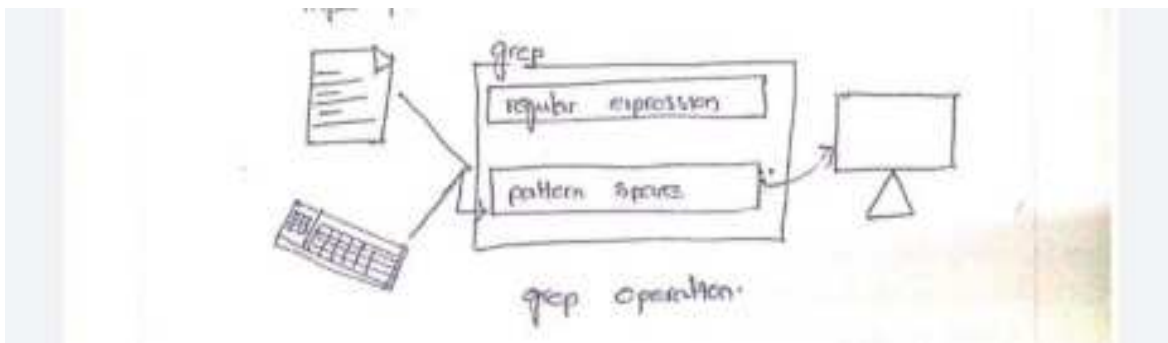 grep
regular expression
pattern space
grep operation.